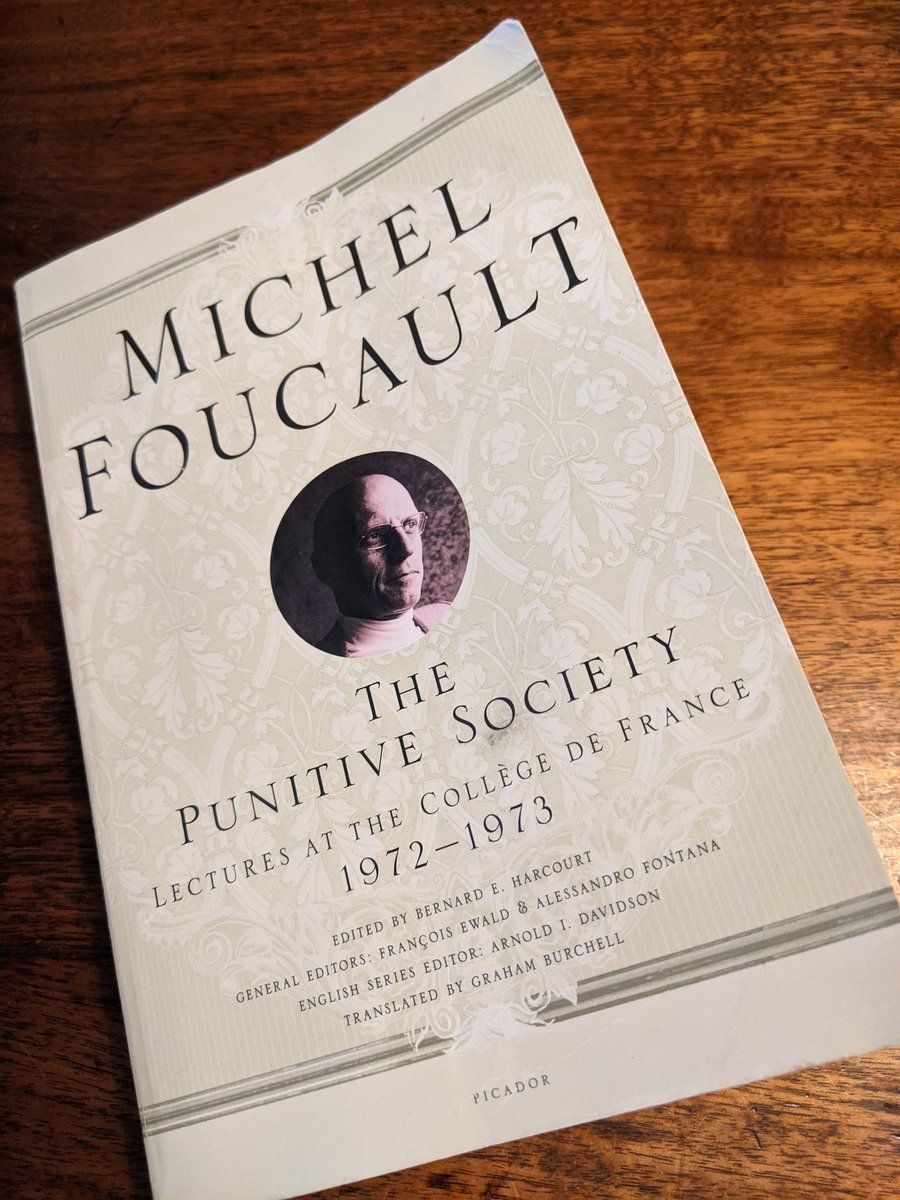 MICHEL
FOUCAULT
THE
PUNITIVE SOCIETY
LECTURES AT THE COLLÈGE DE FRANCE
1972–1973
EDITED BY BERNARD E. HARCOURT
GENERAL EDITORS: FRANÇOIS EWALD & ALESSANDRO FONTANA
ENGLISH SERIES EDITOR: ARNOLD I. DAVIDSON
TRANSLATED BY GRAHAM BURCHELL
PICADOR